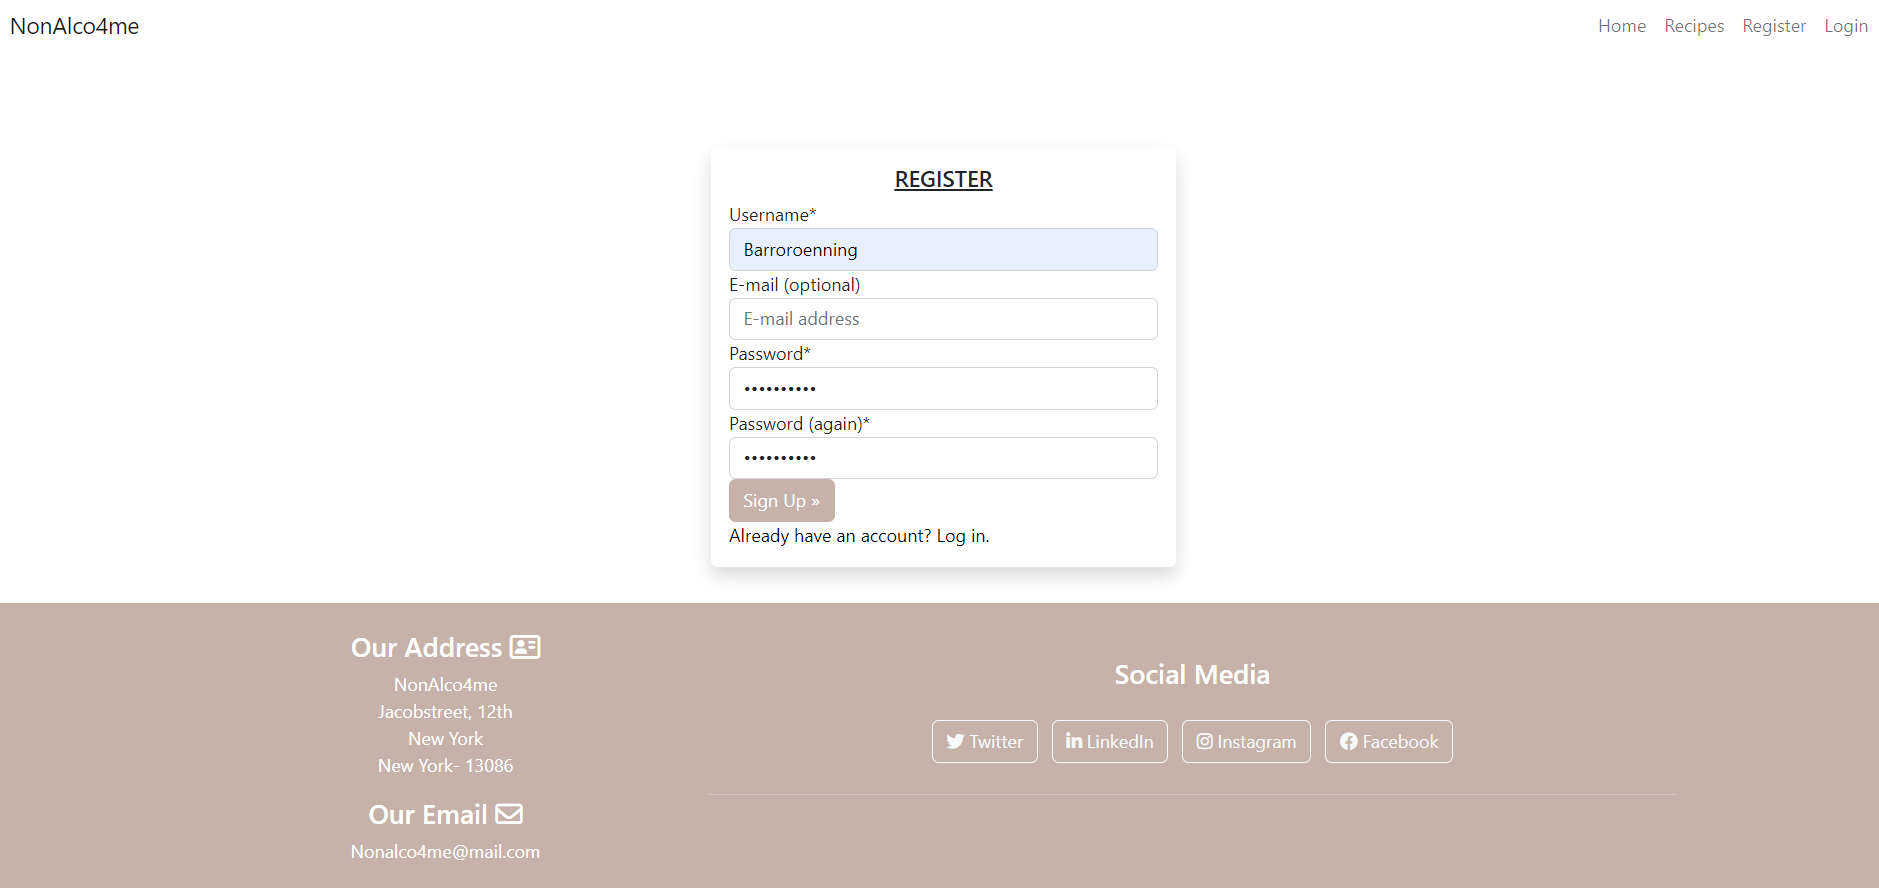 NonAlco4me
Home Recipes Register Login
REGISTER
Username*
Barroroenning
E-mail (optional)
E-mail address
Password*
••••••••••
Password (again)*
••••••••••
Sign Up »
Already have an account? Log in.
Our Address
NonAlco4me
Jacobstreet, 12th
New York
New York- 13086
Our Email
Nonalco4me@mail.com
Social Media
Twitter LinkedIn Instagram Facebook